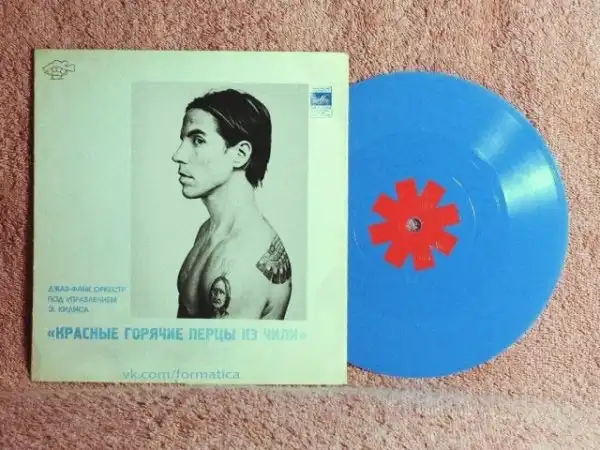 ДЖАЗ-ФАНК ОРКЕСТР
ПОД УПРАВЛЕНИЕМ
Э. КИДИСА
«КРАСНЫЕ ГОРЯЧИЕ ПЕРЦЫ ИЗ ЧИЛИ»
vk.com/formatica